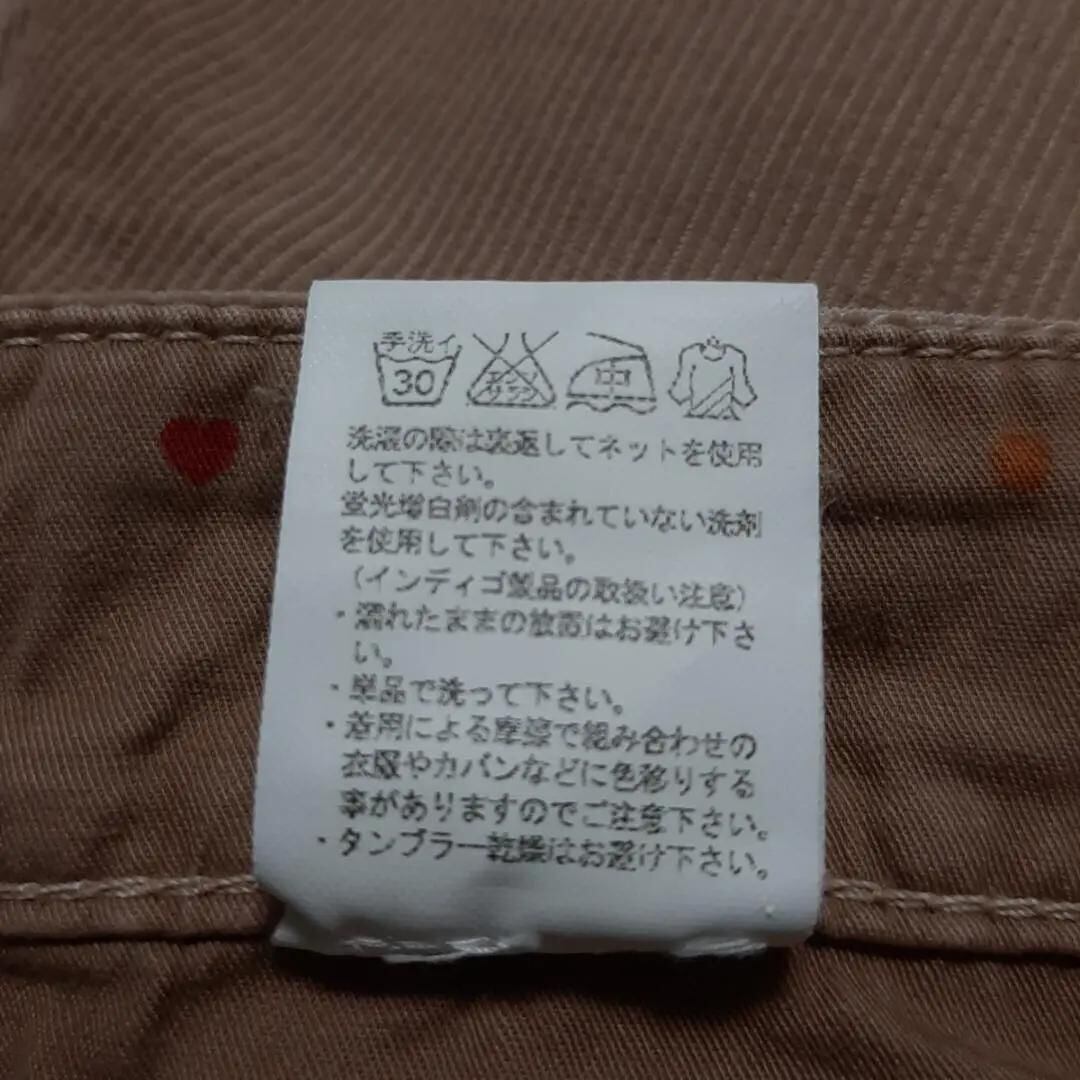 手洗イ
30
エンソ
サラシ
中
洗濯の際は裏返してネットを使用
して下さい。
蛍光増白剤の含まれていない洗剤
を使用して下さい。
(インディゴ製品の取扱い注意)
・濡れたままの放置はお避け下さ
い。
・単品で洗って下さい。
・着用による摩擦で組み合わせの
衣服やカバンなどに色移りする
事がありますのでご注意下さい。
・タンブラー乾燥はお避け下さい。